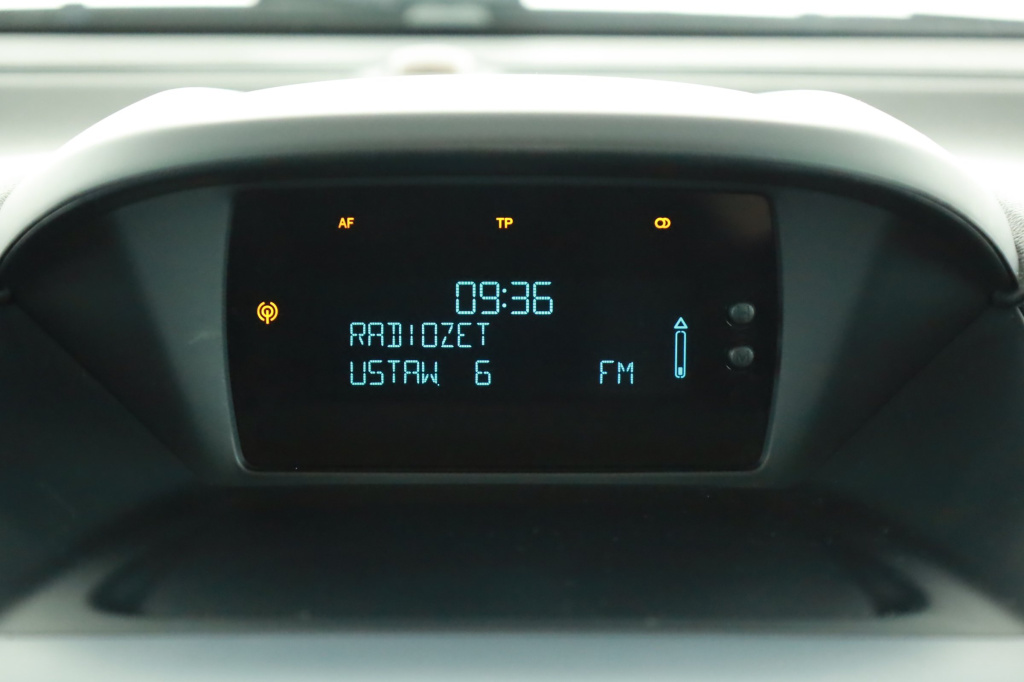 AF TP
09:36
RADIOZET
USTAW 6 FM